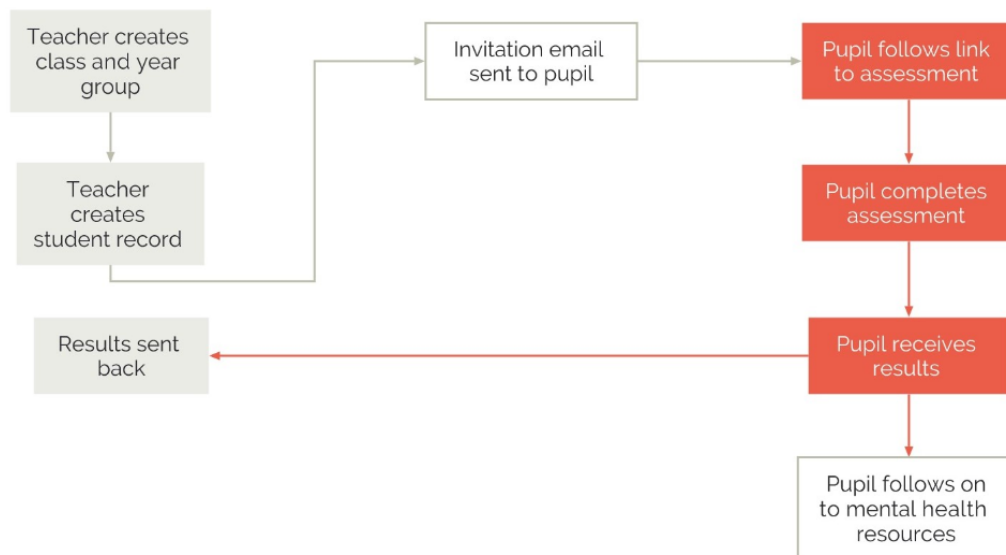 Teacher creates
class and year
group
Teacher
creates
student record
Invitation email
sent to pupil
Pupil follows link
to assessment
Pupil completes
assessment
Pupil receives
results
Results sent
back
Pupil follows on
to mental health
resources